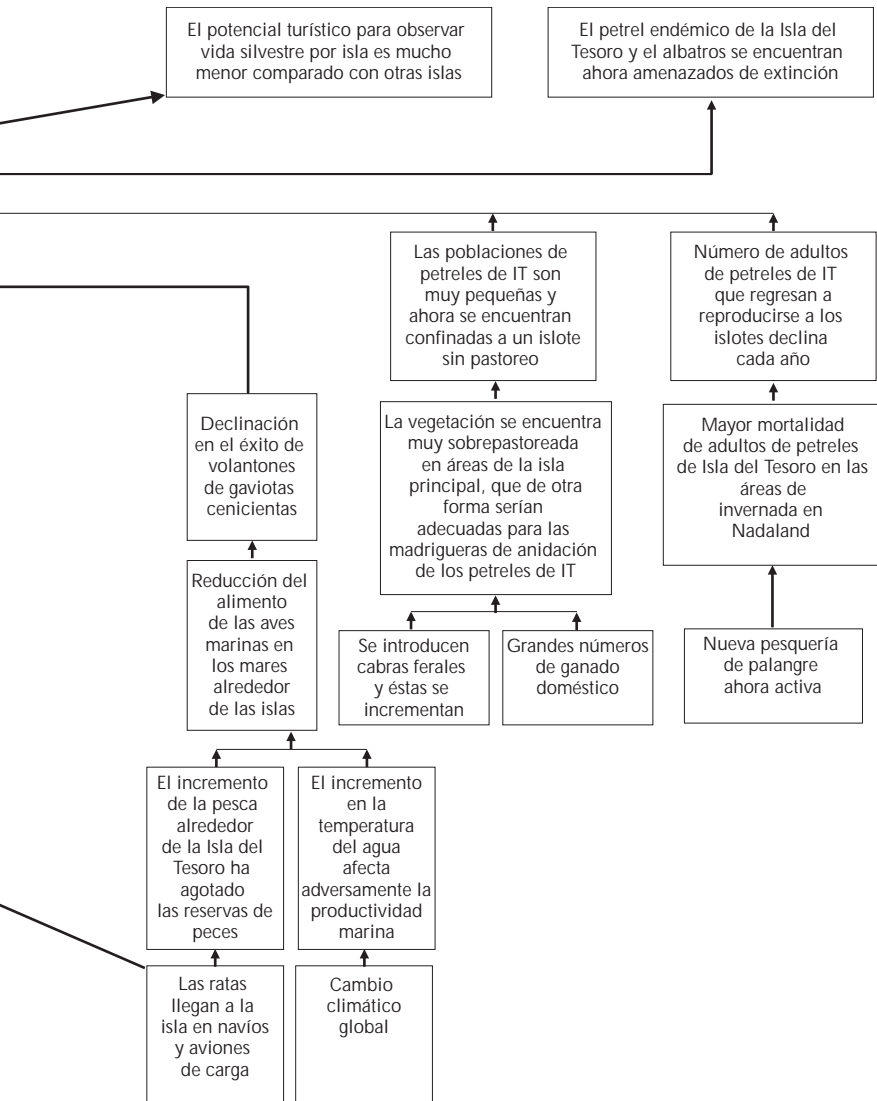 El potencial turístico para observar
vida silvestre por isla es mucho
menor comparado con otras islas
El petrel endémico de la Isla del
Tesoro y el albatros se encuentran
ahora amenazados de extinción
Las poblaciones de
petreles de IT son
muy pequeñas y
ahora se encuentran
confinadas a un islote
sin pastoreo
Número de adultos
de petreles de IT
que regresan a
reproducirse a los
islotes declina
cada año
Declinación
en el éxito de
volantones
de gaviotas
cenicientas
La vegetación se encuentra
muy sobrepastoreada
en áreas de la isla
principal, que de otra
forma serían
adecuadas para las
madrigueras de anidación
de los petreles de IT
Mayor mortalidad
de adultos de petreles
de Isla del Tesoro en las
áreas de
invernada en
Nadaland
Reducción del
alimento
de las aves
marinas en
los mares
alrededor
de las islas
Se introducen
cabras ferales
y éstas se
incrementan
Grandes números
de ganado
doméstico
Nueva pesquería
de palangre
ahora activa
El incremento
de la pesca
alrededor
de la Isla del
Tesoro ha
agotado
las reservas de
peces
El incremento
en la
temperatura
del agua
afecta
adversamente la
productividad
marina
Las ratas
llegan a la
isla en navíos
y aviones
de carga
Cambio
climático
global